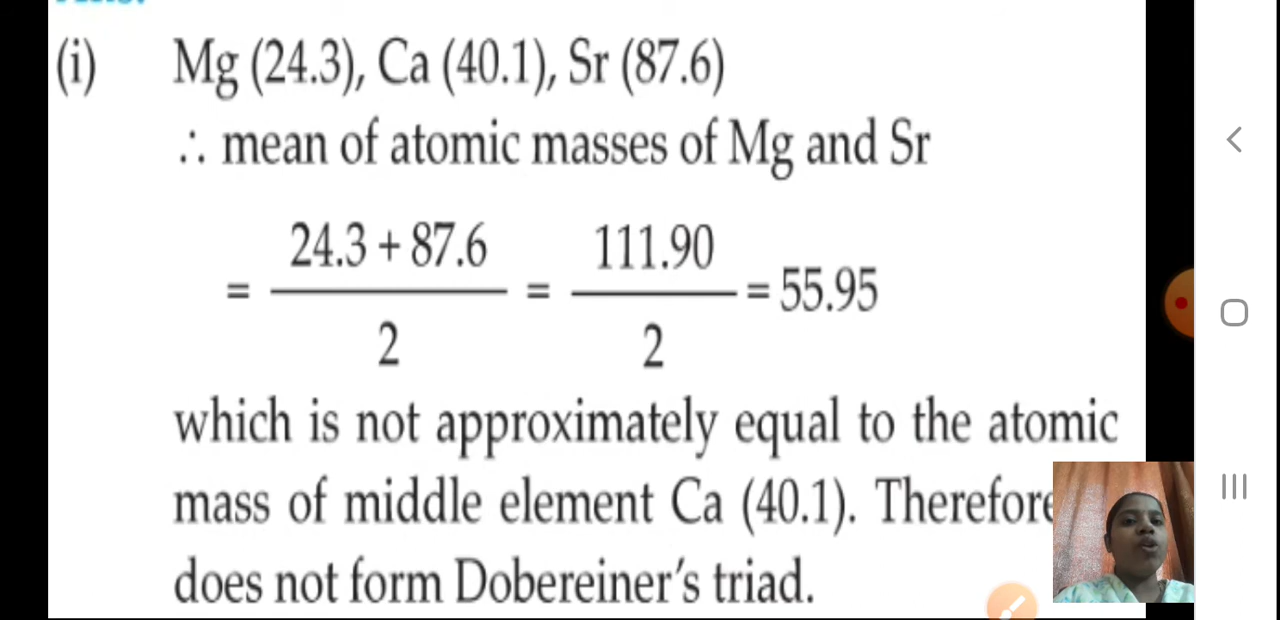 (i) Mg (24.3), Ca (40.1), Sr (87.6)
∴ mean of atomic masses of Mg and Sr
= 24.3 + 87.6 / 2 = 111.90 / 2 = 55.95
which is not approximately equal to the atomic
mass of middle element Ca (40.1). Therefore
does not form Dobereiner's triad.